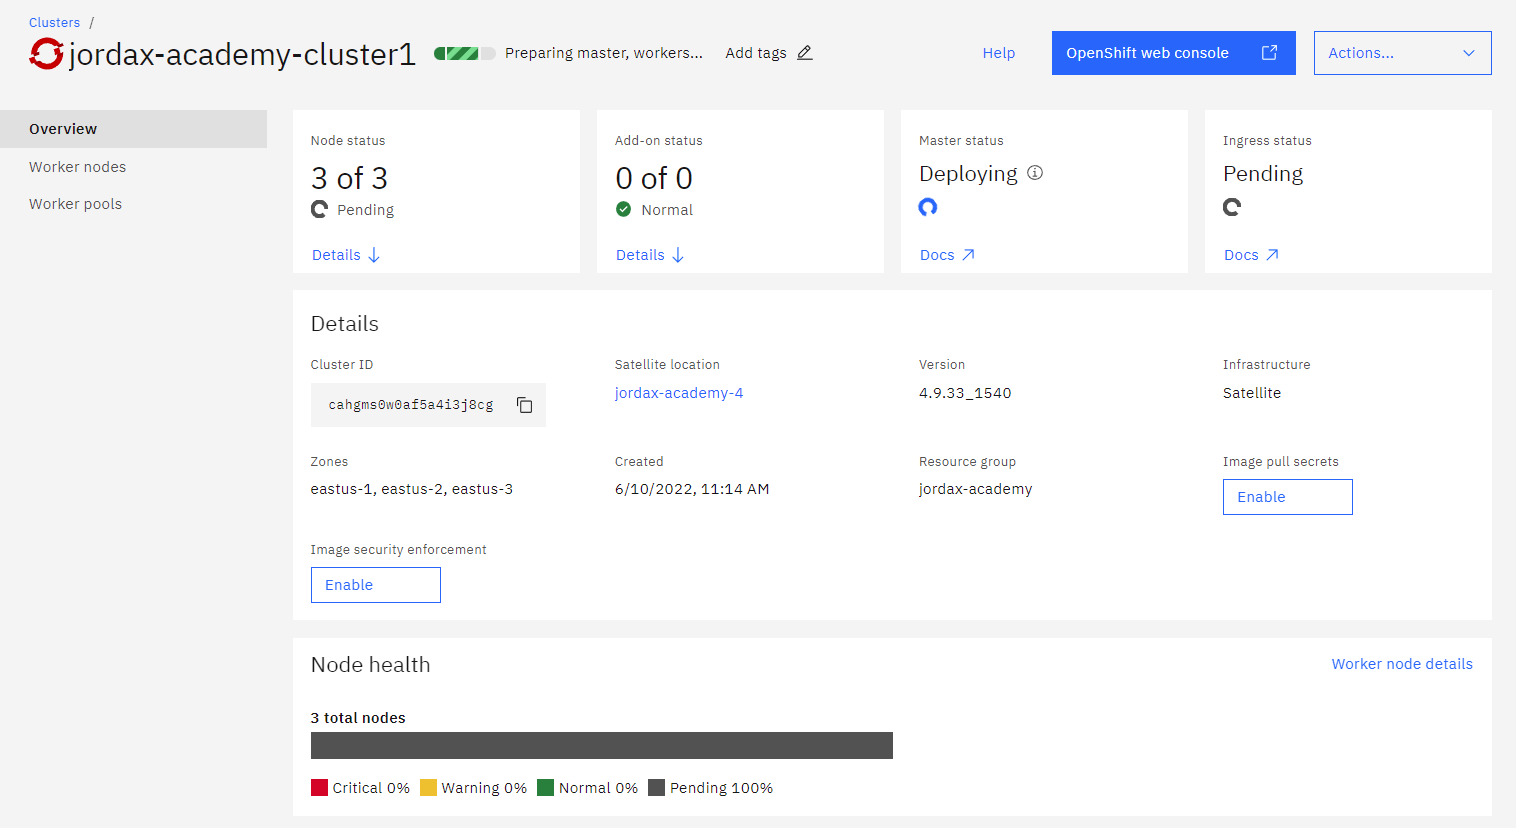 Clusters /
jordax-academy-cluster1
Preparing master, workers...
Add tags
Help
OpenShift web console
Actions...
Overview
Worker nodes
Worker pools
Node status
3 of 3
Pending
Details
Add-on status
0 of 0
Normal
Details
Master status
Deploying
Docs
Ingress status
Pending
Docs
Details
Cluster ID
cahgms0w0af5a4i3j8cg
Satellite location
jordax-academy-4
Version
4.9.33_1540
Infrastructure
Satellite
Zones
eastus-1, eastus-2, eastus-3
Created
6/10/2022, 11:14 AM
Resource group
jordax-academy
Image pull secrets
Enable
Image security enforcement
Enable
Node health
Worker node details
3 total nodes
Critical 0% Warning 0% Normal 0% Pending 100%